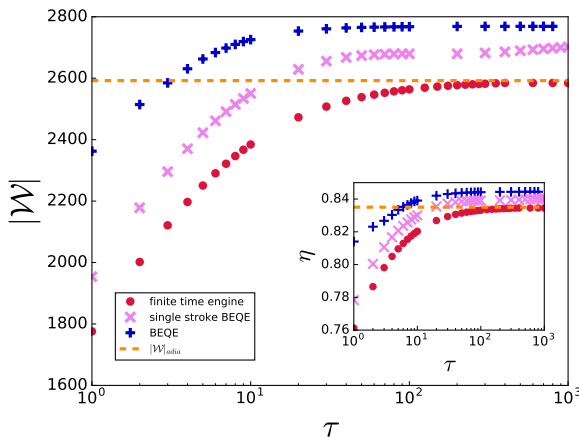 2800
2600
2400
2200
2000
1800
1600
|𝒲|
10⁰
10¹
10²
10³
τ
finite time engine
single stroke BEQE
BEQE
|𝒲|ₐdᵢₐ
0.84
0.82
0.80
0.78
0.76
η
10⁰
10¹
10²
10³
τ